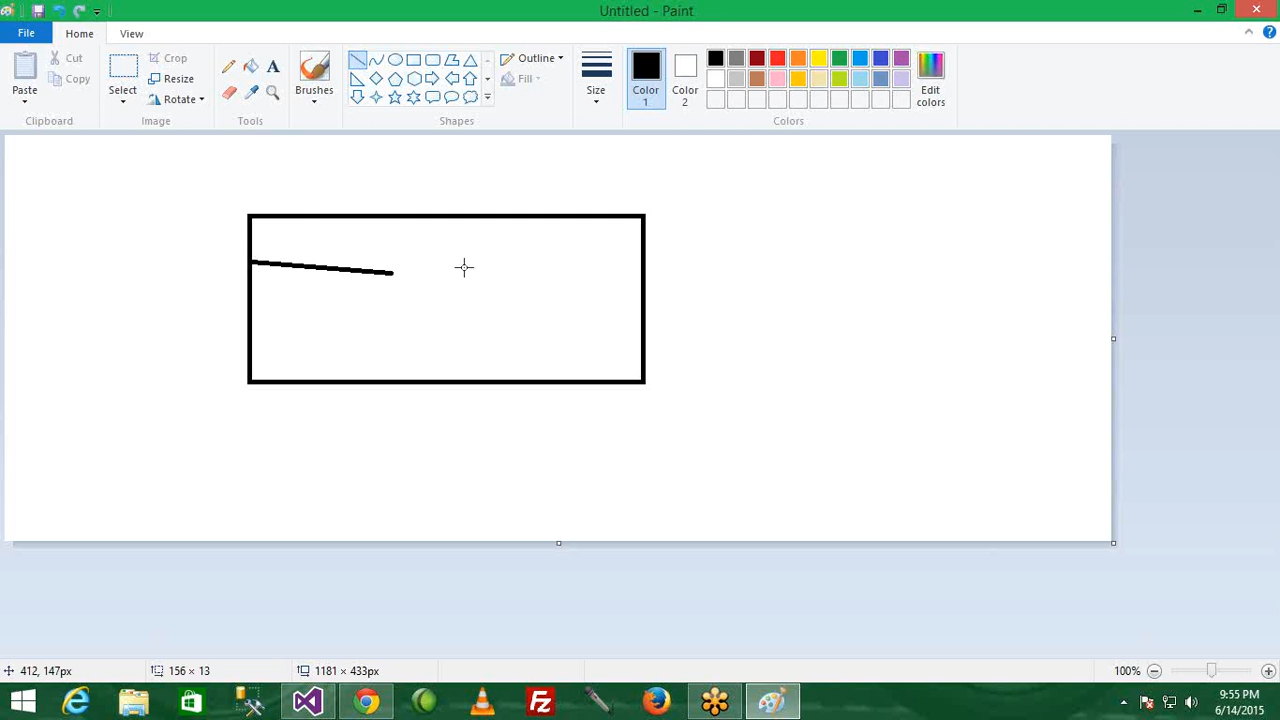 Untitled - Paint
File Home View
Paste
Cut
Copy
Clipboard
Select
Crop
Resize
Rotate
Image
A
Tools
Brushes
Outline
Fill
Shapes
Size
Color 1
Color 2
Edit colors
Colors
412, 147px
156 × 13
1181 × 433px
100%
Fz
9:55 PM
6/14/2015